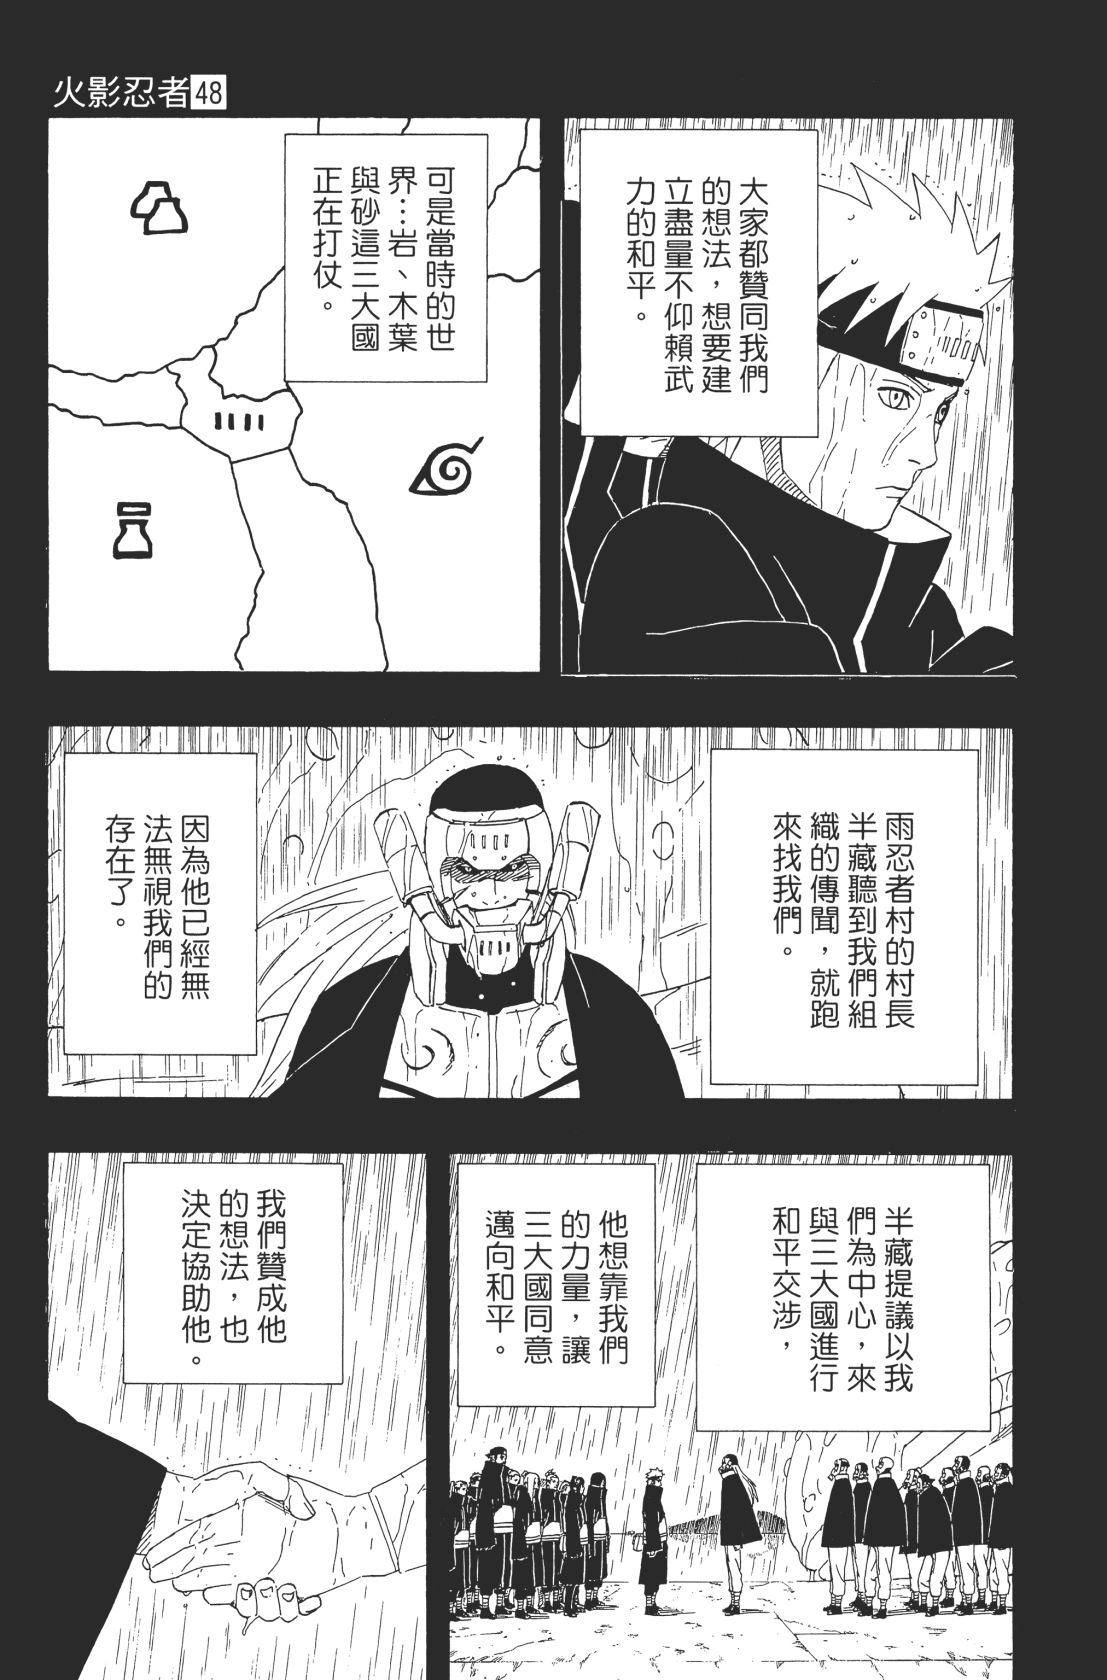 火影忍者48
大家都贊同我們
的想法，想要建
立盡量不仰賴武
力的和平。
可是當時的世
界…岩、木葉
與砂這三大國
正在打仗。
雨忍者村的村長
半藏聽到我們組
織的傳聞，就跑
來找我們。
因為他已經無
法無視我們的
存在了。
半藏提議以我
們為中心，來
與三大國進行
和平交涉，
他想靠我們
的力量，讓
三大國同意
邁向和平。
我們贊成他
的想法，也
決定協助他。